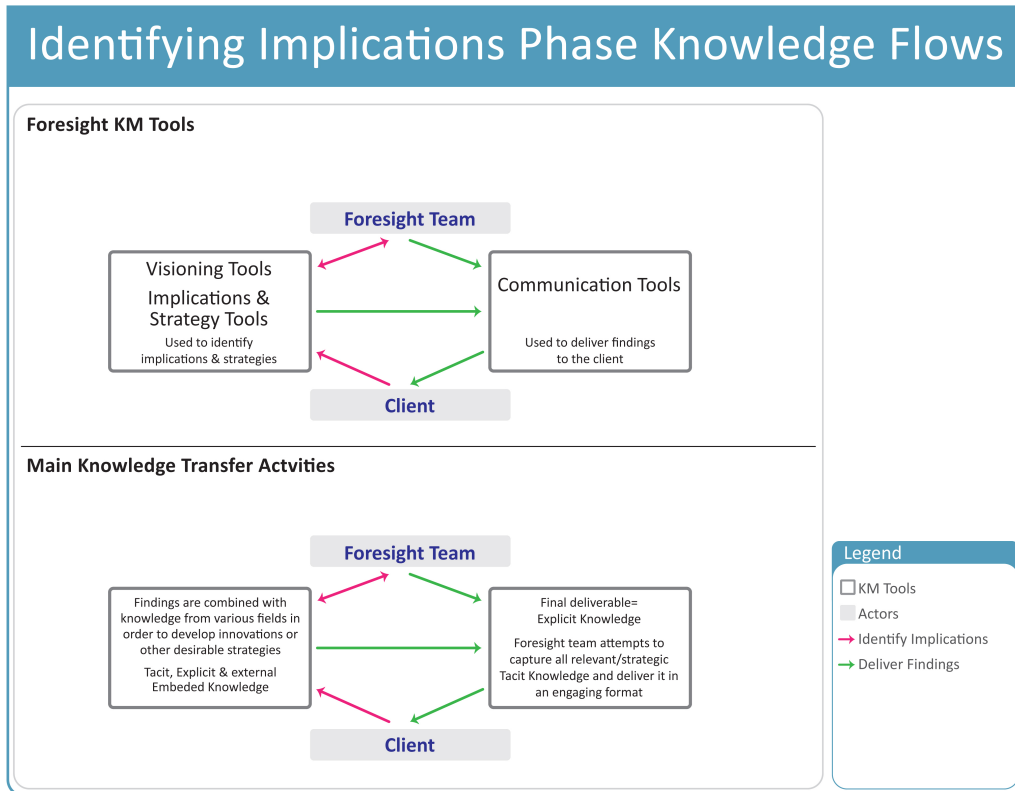 Identifying Implications Phase Knowledge Flows
Foresight KM Tools
Foresight Team
Visioning Tools
Implications &
Strategy Tools
Used to identify
implications & strategies
Communication Tools
Used to deliver findings
to the client
Client
Main Knowledge Transfer Actvities
Foresight Team
Findings are combined with
knowledge from various fields in
order to develop innovations or
other desirable strategies
Tacit, Explicit & external
Embeded Knowledge
Final deliverable=
Explicit Knowledge
Foresight team attempts to
capture all relevant/strategic
Tacit Knowledge and deliver it in
an engaging format
Client
Legend
KM Tools
Actors
Identify Implications
Deliver Findings